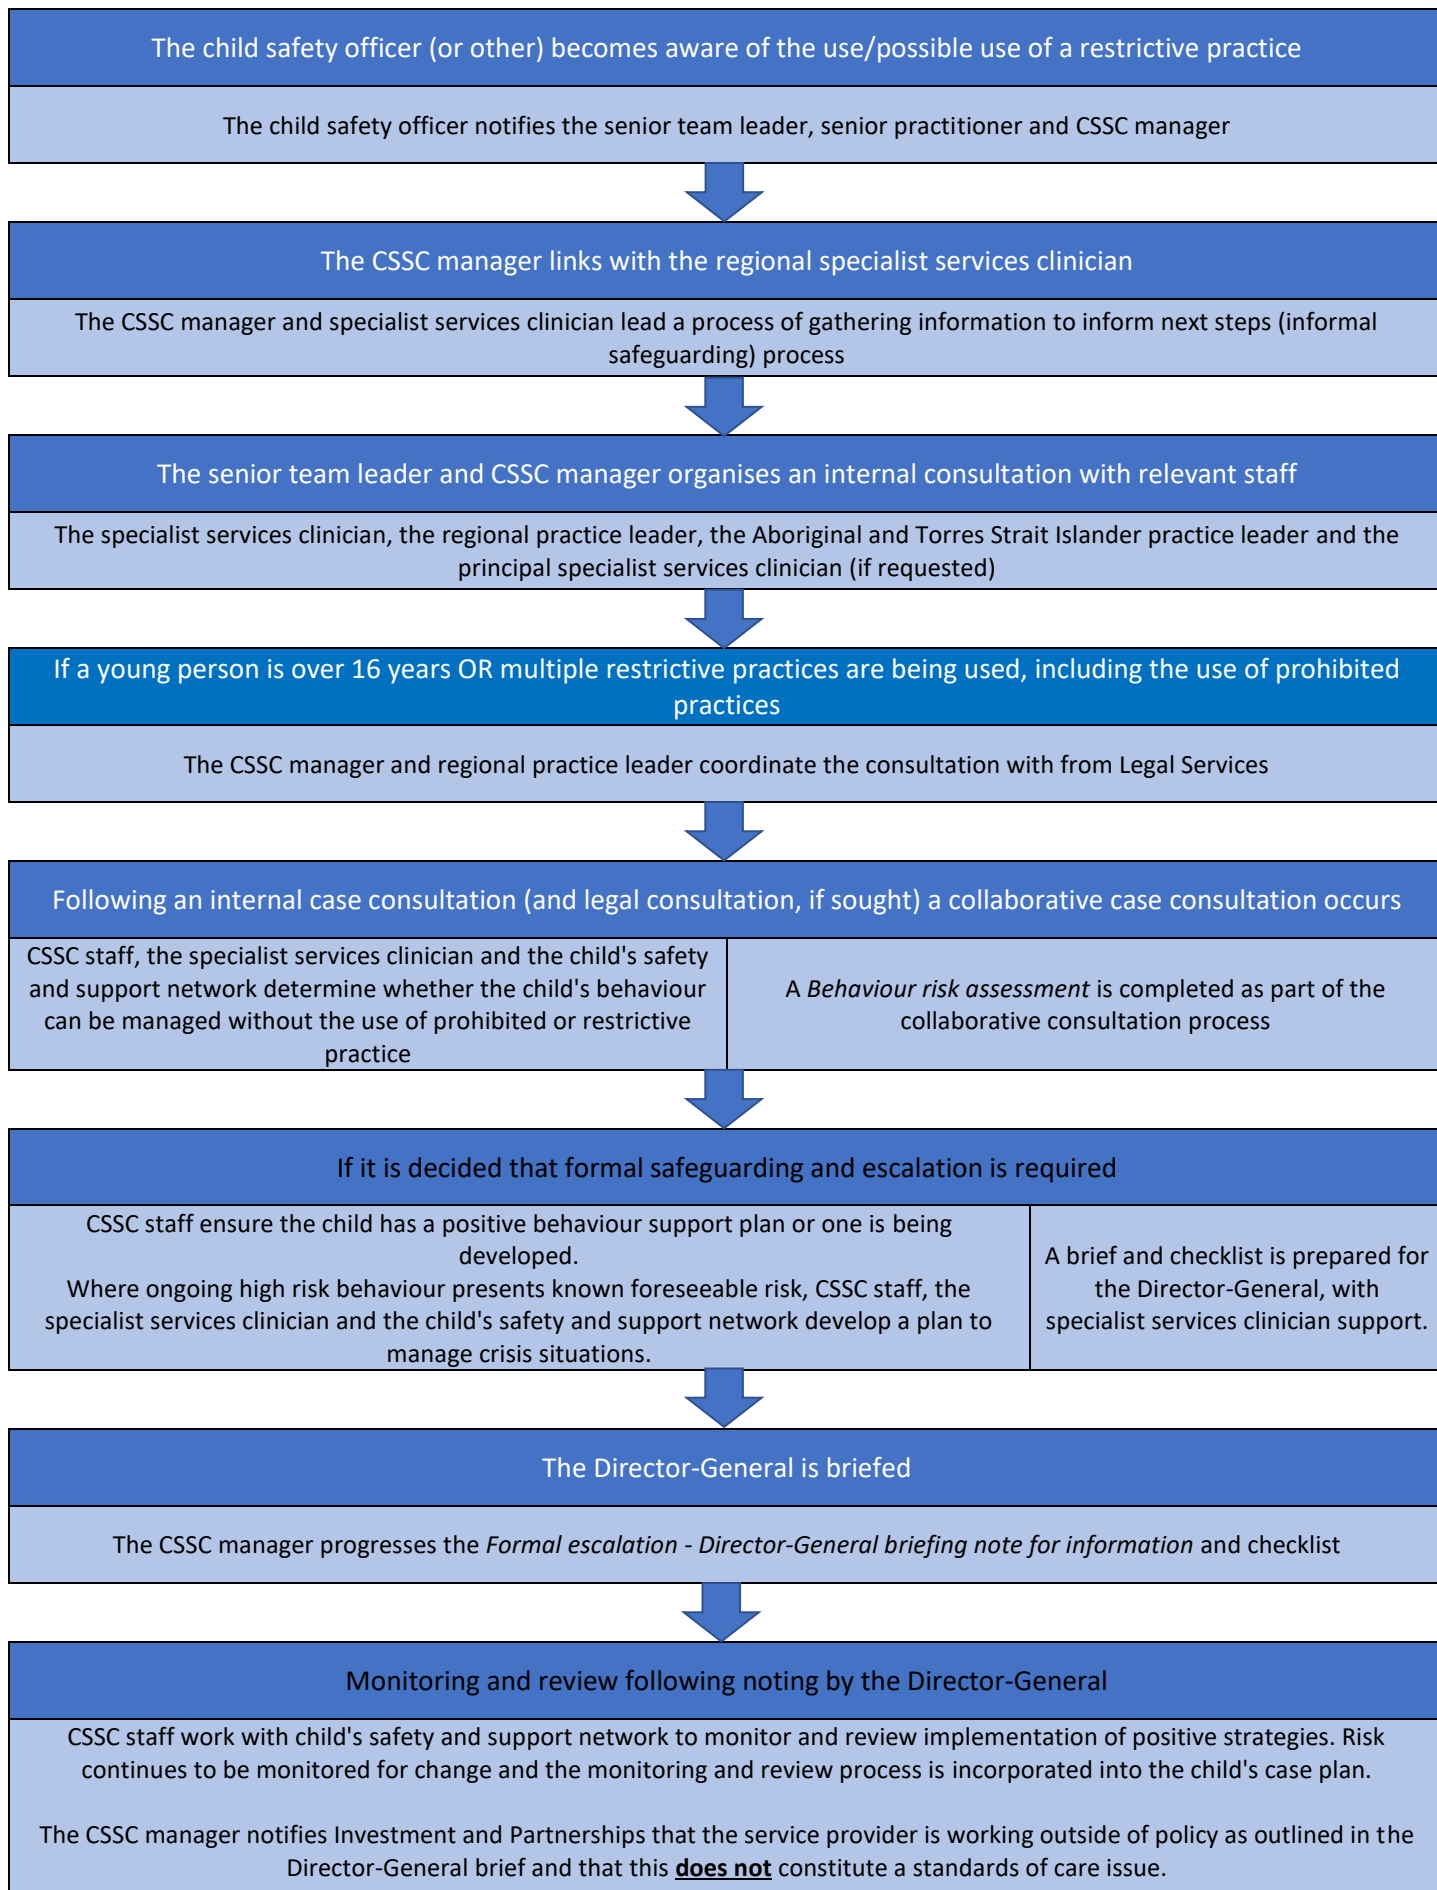 The child safety officer (or other) becomes aware of the use/possible use of a restrictive practice
The child safety officer notifies the senior team leader, senior practitioner and CSSC manager
The CSSC manager links with the regional specialist services clinician
The CSSC manager and specialist services clinician lead a process of gathering information to inform next steps (informal
safeguarding) process
The senior team leader and CSSC manager organises an internal consultation with relevant staff
The specialist services clinician, the regional practice leader, the Aboriginal and Torres Strait Islander practice leader and the
principal specialist services clinician (if requested)
If a young person is over 16 years OR multiple restrictive practices are being used, including the use of prohibited
practices
The CSSC manager and regional practice leader coordinate the consultation with from Legal Services
Following an internal case consultation (and legal consultation, if sought) a collaborative case consultation occurs
CSSC staff, the specialist services clinician and the child's safety
and support network determine whether the child's behaviour
can be managed without the use of prohibited or restrictive
practice
A Behaviour risk assessment is completed as part of the
collaborative consultation process
If it is decided that formal safeguarding and escalation is required
CSSC staff ensure the child has a positive behaviour support plan or one is being
developed.
Where ongoing high risk behaviour presents known foreseeable risk, CSSC staff, the
specialist services clinician and the child's safety and support network develop a plan to
manage crisis situations.
A brief and checklist is prepared for
the Director-General, with
specialist services clinician support.
The Director-General is briefed
The CSSC manager progresses the Formal escalation - Director-General briefing note for information and checklist
Monitoring and review following noting by the Director-General
CSSC staff work with child's safety and support network to monitor and review implementation of positive strategies. Risk
continues to be monitored for change and the monitoring and review process is incorporated into the child's case plan.
The CSSC manager notifies Investment and Partnerships that the service provider is working outside of policy as outlined in the
Director-General brief and that this does not constitute a standards of care issue.